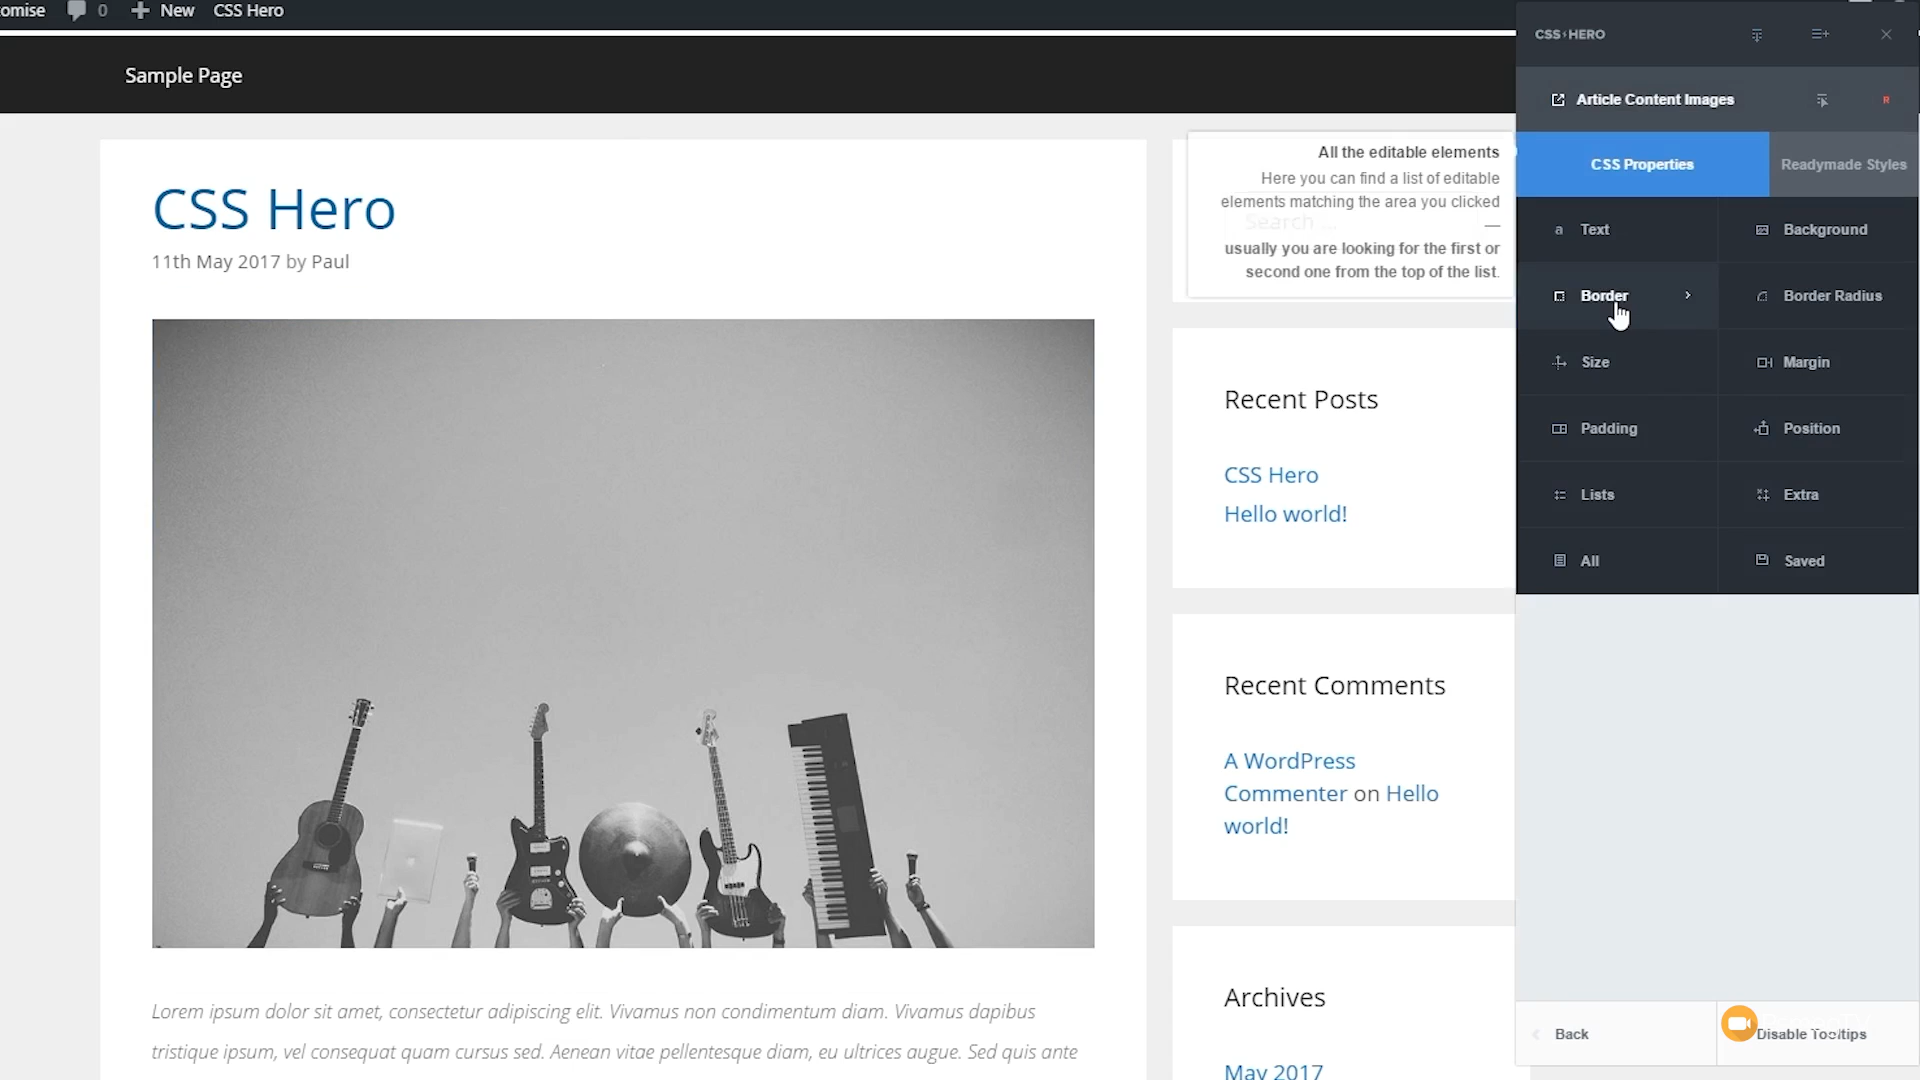 omise 0 New CSS Hero
Sample Page
CSS Hero
11th May 2017 by Paul
Lorem ipsum dolor sit amet, consectetur adipiscing elit. Vivamus non condimentum diam. Vivamus dapibus
tristique ipsum, vel consequat quam cursus sed. Aenean vitae pellentesque diam, eu ultrices augue. Sed quis ante
All the editable elements
Here you can find a list of editable
elements matching the area you clicked
Search ...
—
usually you are looking for the first or
second one from the top of the list.
Recent Posts
CSS Hero
Hello world!
Recent Comments
A WordPress
Commenter on Hello
world!
Archives
May 2017
CSS HERO
Article Content Images R
CSS Properties Readymade Styles
a Text Background
Border Border Radius
Size Margin
Padding Position
Lists Extra
All Saved
Back Disable Tooltips